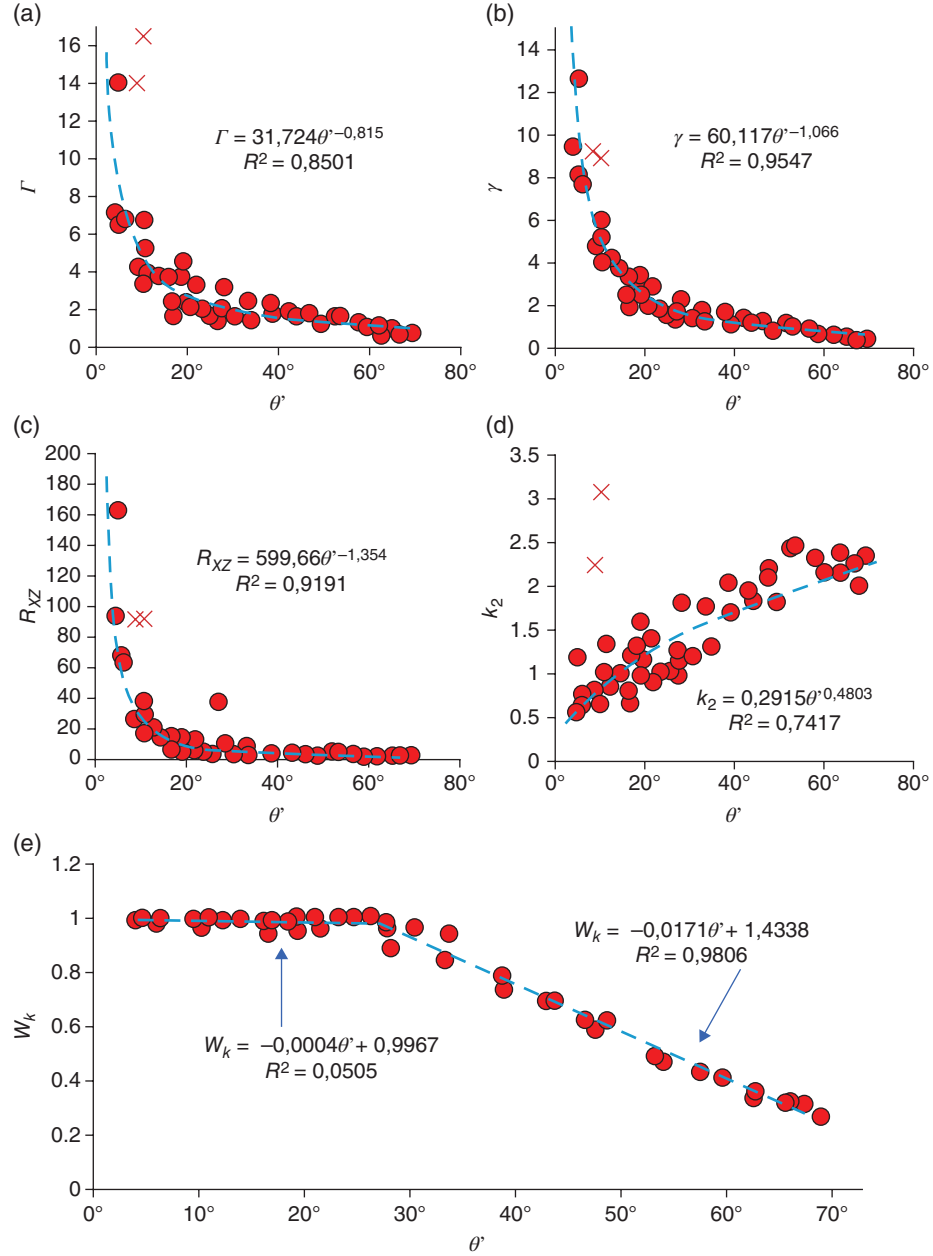 (a)
16
14
12
10
8
6
4
2
0
Γ
Γ = 31,724θ’⁻⁰,⁸¹⁵
R² = 0,8501
0° 20° 40° 60° 80°
θ’
(b)
14
12
10
8
6
4
2
0
γ
γ = 60,117θ’⁻¹,⁰⁶⁶
R² = 0,9547
0° 20° 40° 60° 80°
θ’
(c)
200
180
160
140
120
100
80
60
40
20
0
R_XZ
R_XZ = 599,66θ’⁻¹,³⁵⁴
R² = 0,9191
0° 20° 40° 60° 80°
θ’
(d)
3.5
3
2.5
2
1.5
1
0.5
0
k₂
k₂ = 0,2915θ’⁰,⁴⁸⁰³
R² = 0,7417
0° 20° 40° 60° 80°
θ’
(e)
1.2
1
0.8
0.6
0.4
0.2
0
W_k
W_k = –0,0171θ’ + 1,4338
R² = 0,9806
W_k = –0,0004θ’ + 0,9967
R² = 0,0505
0° 10° 20° 30° 40° 50° 60° 70°
θ’